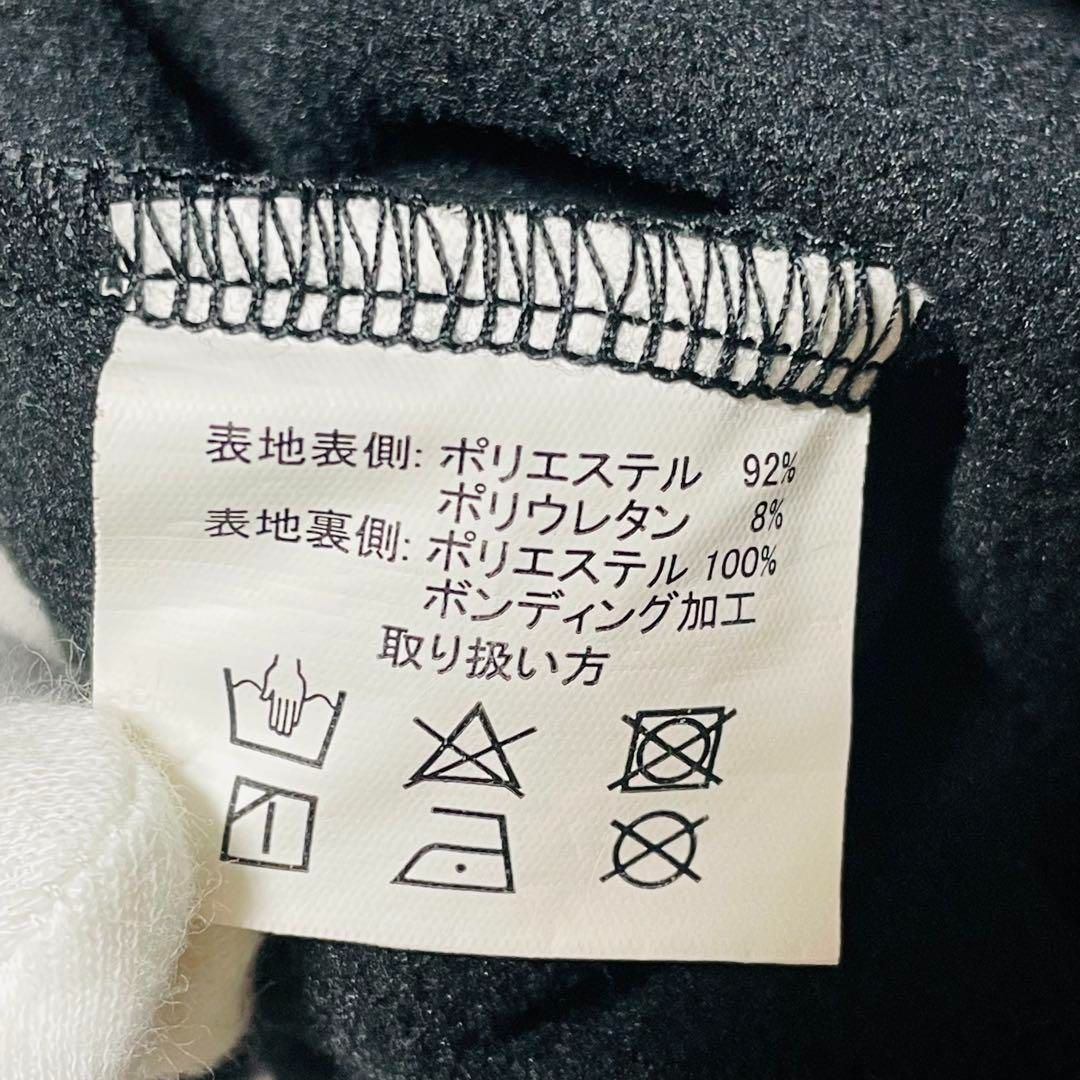 表地表側: ポリエステル 92%
ポリウレタン 8%
表地裏側: ポリエステル 100%
ボンディング加工
取り扱い方